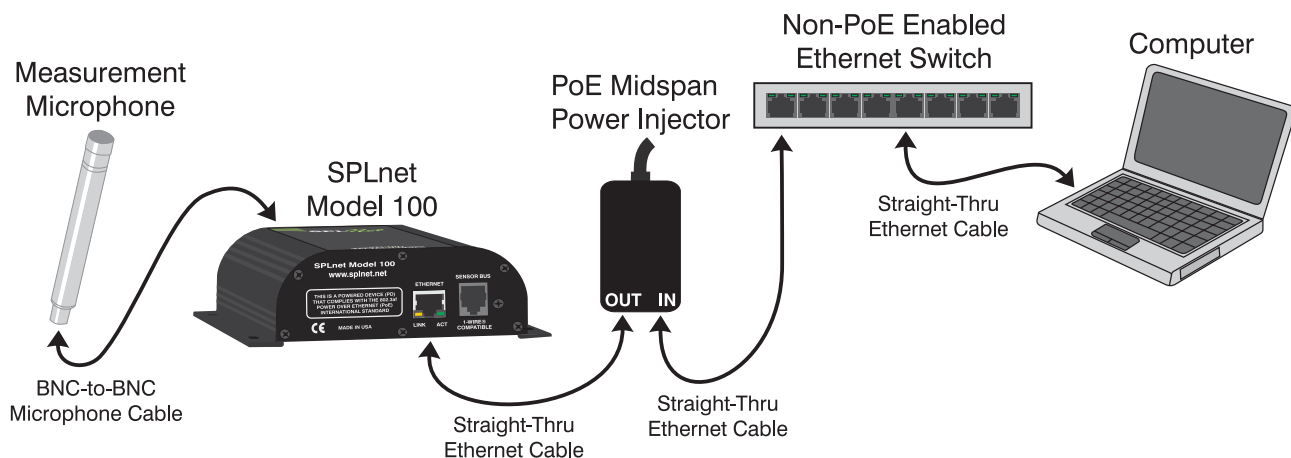 Measurement
Microphone
SPLnet
Model 100
PoE Midspan
Power Injector
Non-PoE Enabled
Ethernet Switch
Computer
SPLnet Model 100
www.splnet.net
THIS IS A POWERED DEVICE (PD)
THAT COMPLIES WITH THE 802.3af
POWER OVER ETHERNET (PoE)
INTERNATIONAL STANDARD
CE
MADE IN USA
ETHERNET
LINK ACT
SENSOR BUS
1-WIRE®
COMPATIBLE
OUT IN
BNC-to-BNC
Microphone Cable
Straight-Thru
Ethernet Cable
Straight-Thru
Ethernet Cable
Straight-Thru
Ethernet Cable